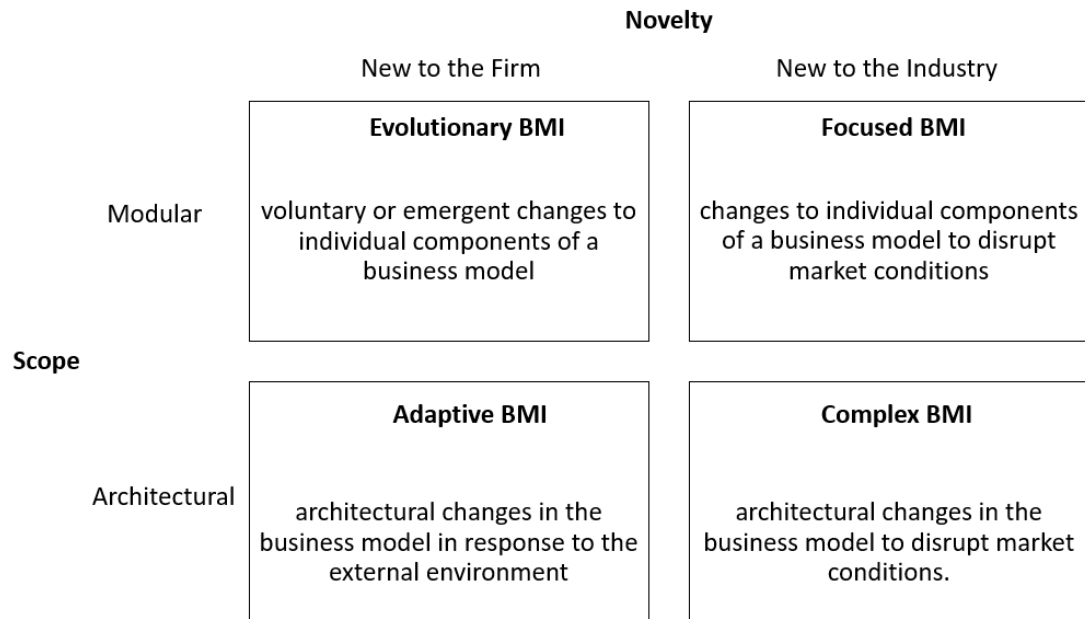 Novelty
New to the Firm
New to the Industry
Modular
Evolutionary BMI
voluntary or emergent changes to
individual components of a
business model
Focused BMI
changes to individual components
of a business model to disrupt
market conditions
Scope
Architectural
Adaptive BMI
architectural changes in the
business model in response to the
external environment
Complex BMI
architectural changes in the
business model to disrupt market
conditions.